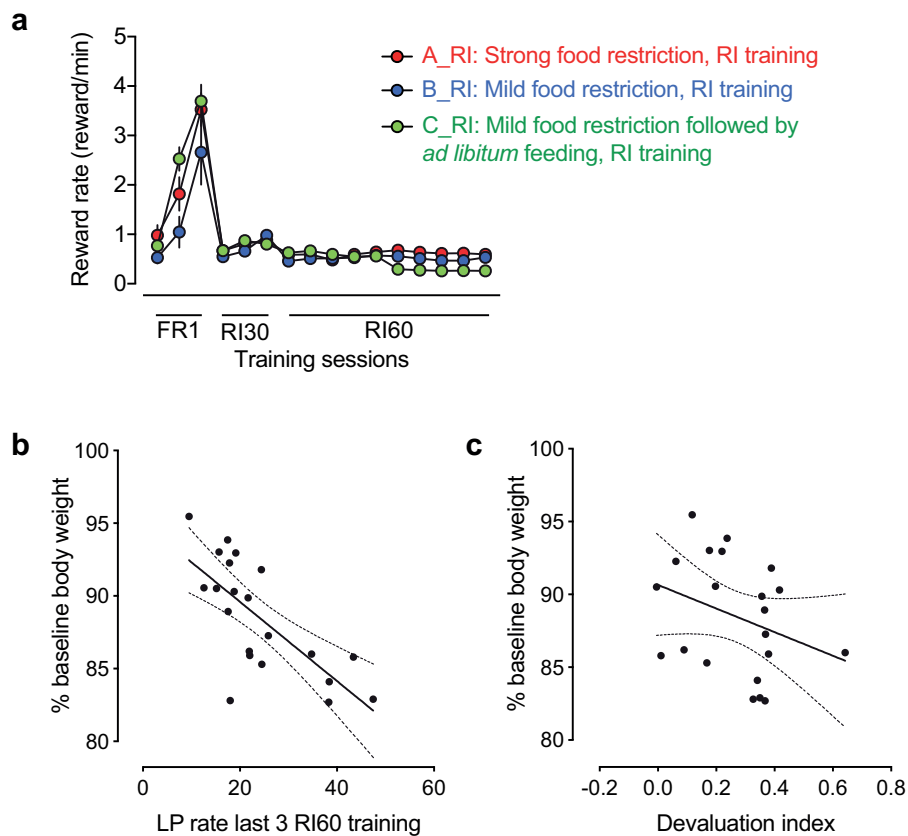 a
Reward rate (reward/min)
5
4
3
2
1
0
A_RI: Strong food restriction, RI training
B_RI: Mild food restriction, RI training
C_RI: Mild food restriction followed by
ad libitum feeding, RI training
FR1 RI30 RI60
Training sessions
b
% baseline body weight
100
95
90
85
80
0 20 40 60
LP rate last 3 RI60 training
c
% baseline body weight
100
95
90
85
80
-0.2 0.0 0.2 0.4 0.6 0.8
Devaluation index